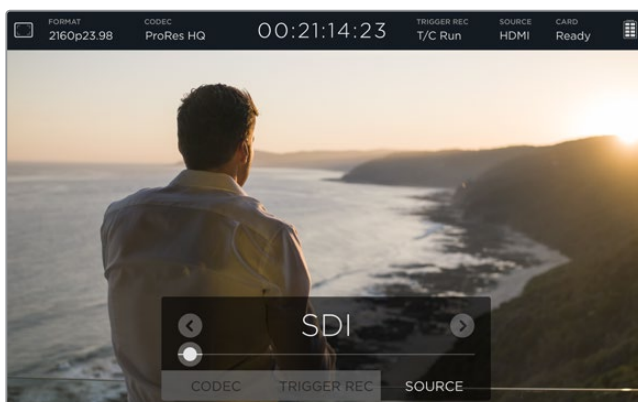 FORMAT
2160p23.98
CODEC
ProRes HQ
00:21:14:23
TRIGGER REC
T/C Run
SOURCE
HDMI
CARD
Ready
SDI
CODEC
TRIGGER REC
SOURCE